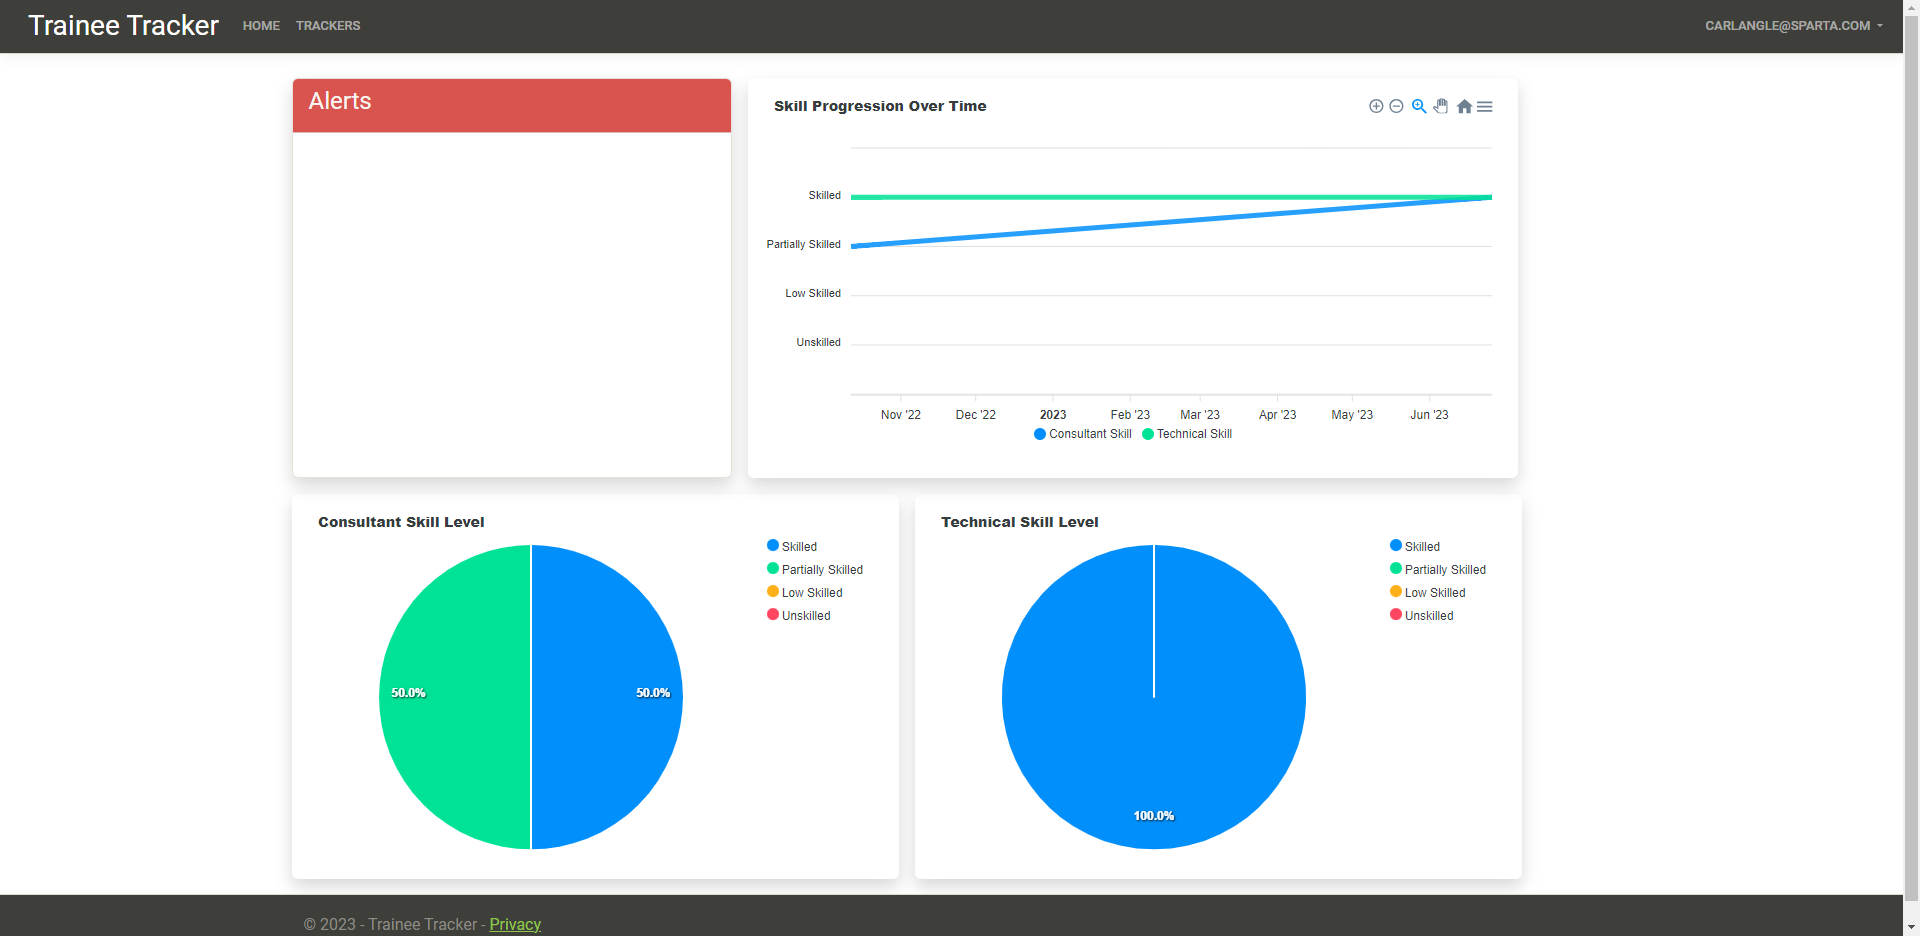 Trainee Tracker HOME TRACKERS CARLANGLE@SPARTA.COM
Alerts
Skill Progression Over Time
Skilled
Partially Skilled
Low Skilled
Unskilled
Nov '22 Dec '22 2023 Feb '23 Mar '23 Apr '23 May '23 Jun '23
Consultant Skill Technical Skill
Consultant Skill Level
Skilled
Partially Skilled
Low Skilled
Unskilled
50.0% 50.0%
Technical Skill Level
Skilled
Partially Skilled
Low Skilled
Unskilled
100.0%
© 2023 - Trainee Tracker - Privacy